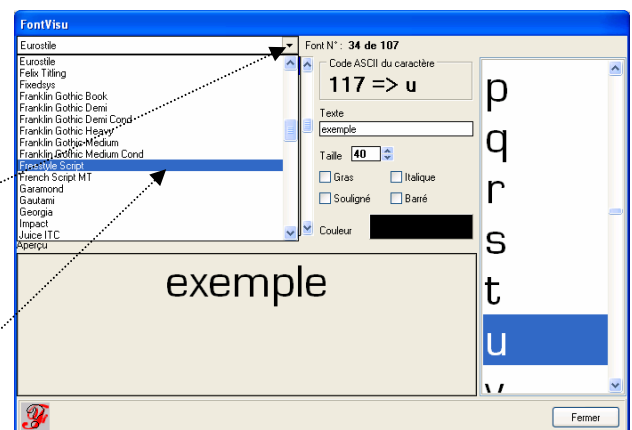 FontVisu
Eurostile
Font N° : 34 de 107
Eurostile
Felix Titling
Fixedsys
Franklin Gothic Book
Franklin Gothic Demi
Franklin Gothic Demi Cond
Franklin Gothic Heavy
Franklin Gothic Medium
Franklin Gothic Medium Cond
Freestyle Script
French Script MT
Garamond
Gautami
Georgia
Impact
Juice ITC
Code ASCII du caractère
117 => u
Texte
exemple
Taille 40
Gras Italique
Souligné Barré
Couleur
Aperçu
exemple
p
q
r
s
t
u
v
Fermer